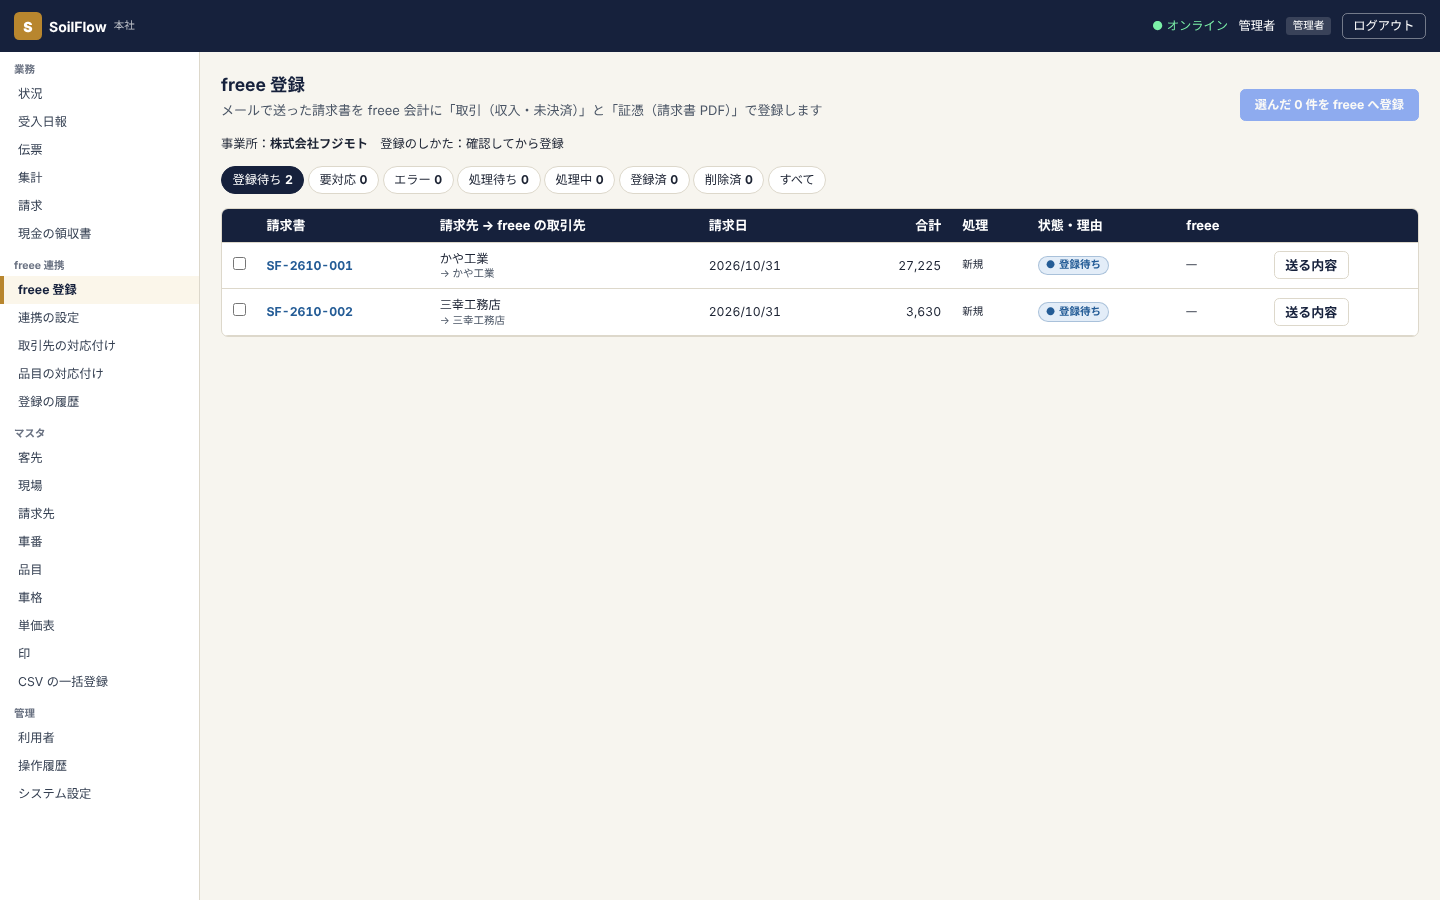 S SoilFlow 本社
オンライン 管理者 管理者 ログアウト
業務
状況
受入日報
伝票
集計
請求
現金の領収書
freee 連携
freee 登録
連携の設定
取引先の対応付け
品目の対応付け
登録の履歴
マスタ
客先
現場
請求先
車番
品目
車格
単価表
印
CSV の一括登録
管理
利用者
操作履歴
システム設定
freee 登録
メールで送った請求書を freee 会計に「取引（収入・未決済）」と「証憑（請求書 PDF）」で登録します
選んだ 0 件を freee へ登録
事業所：株式会社フジモト 登録のしかた：確認してから登録
登録待ち 2 要対応 0 エラー 0 処理待ち 0 処理中 0 登録済 0 削除済 0 すべて
請求書 請求先 → freee の取引先 請求日 合計 処理 状態・理由 freee
SF-2610-001 かや工業 2026/10/31 27,225 新規 登録待ち — 送る内容
→ かや工業
SF-2610-002 三幸工務店 2026/10/31 3,630 新規 登録待ち — 送る内容
→ 三幸工務店